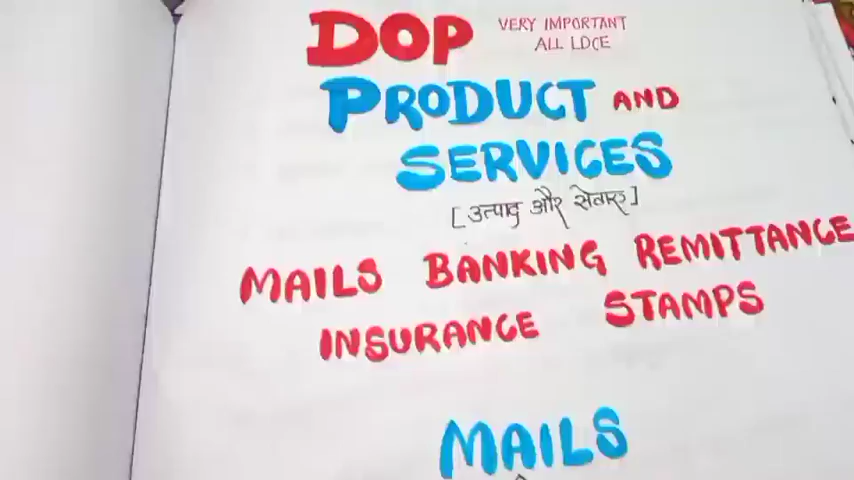 DOP VERY IMPORTANT
ALL LDCE
PRODUCT AND
SERVICES
[उत्पाद और सेवाए]
MAILS BANKING REMITTANCE
INSURANCE STAMPS
MAILS